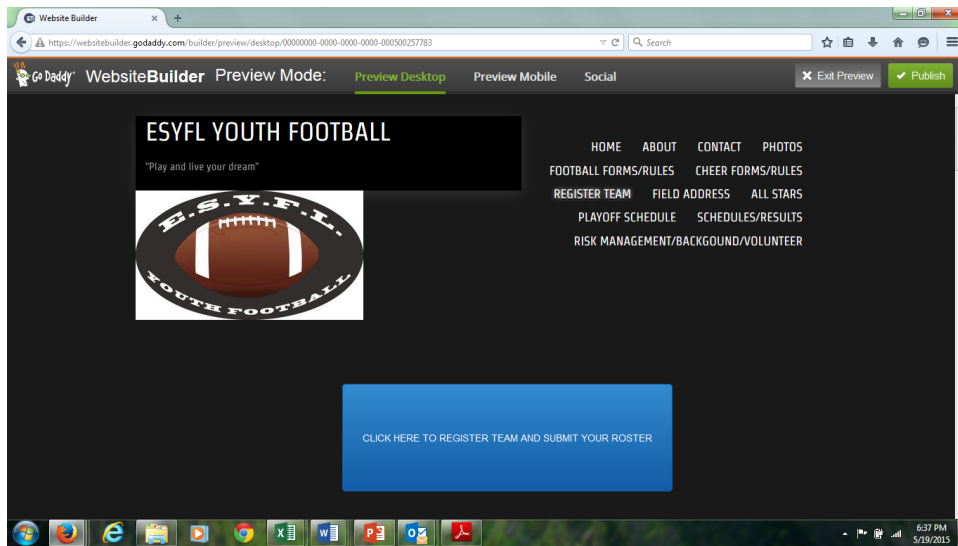 Website Builder
https://websitebuilder.godaddy.com/builder/preview/desktop/00000000-0000-0000-0000-000500257783
Search
Go Daddy WebsiteBuilder Preview Mode: Preview Desktop Preview Mobile Social Exit Preview Publish
ESYFL YOUTH FOOTBALL
"Play and live your dream"
HOME ABOUT CONTACT PHOTOS
FOOTBALL FORMS/RULES CHEER FORMS/RULES
REGISTER TEAM FIELD ADDRESS ALL STARS
PLAYOFF SCHEDULE SCHEDULES/RESULTS
RISK MANAGEMENT/BACKGOUND/VOLUNTEER
E.S.Y.F.L.
YOUTH FOOTBALL
CLICK HERE TO REGISTER TEAM AND SUBMIT YOUR ROSTER
6:37 PM
5/19/2015